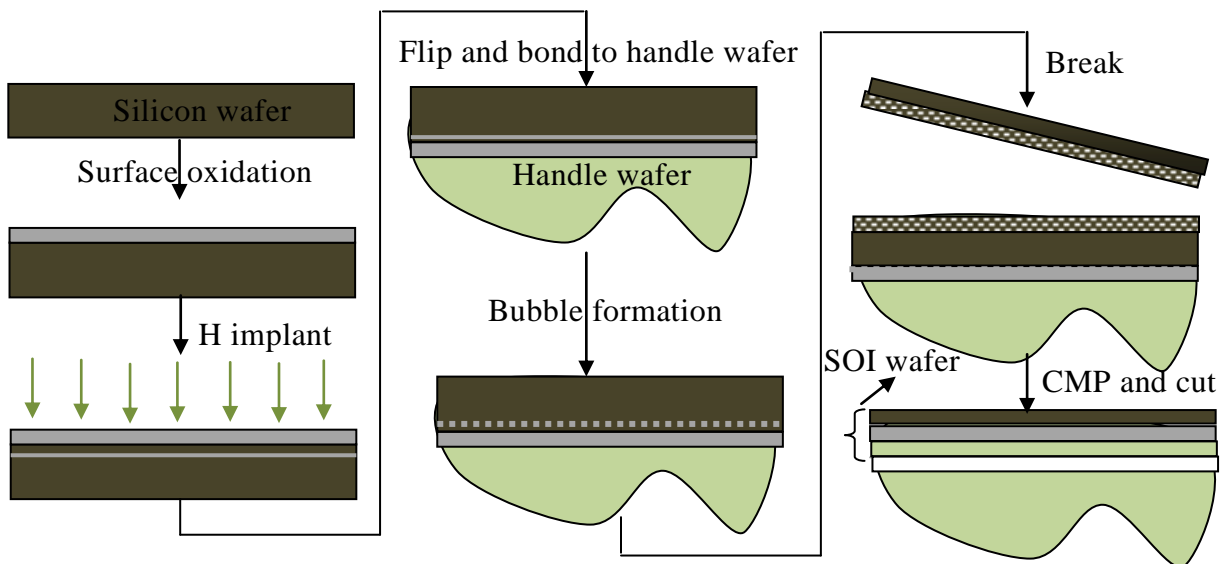 Silicon wafer
Surface oxidation
H implant
Flip and bond to handle wafer
Handle wafer
Bubble formation
Break
SOI wafer
CMP and cut